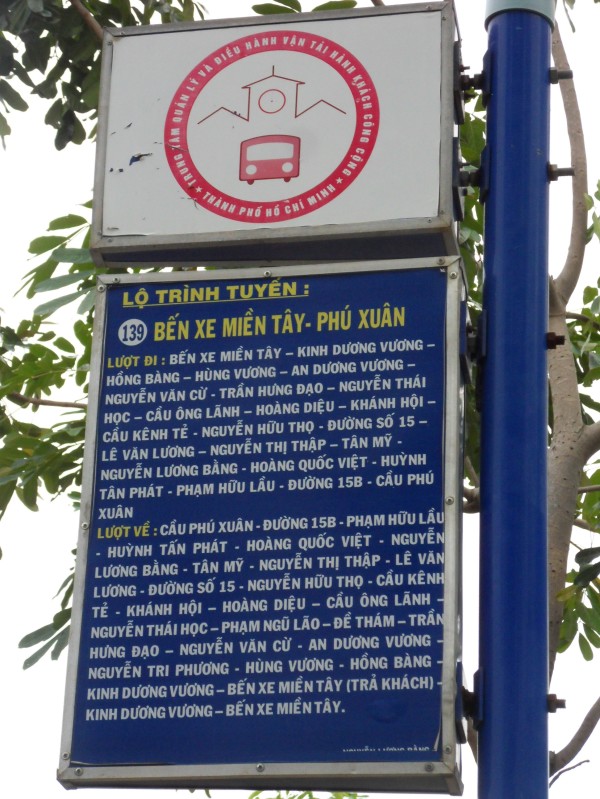 TRUNG TÂM QUẢN LÝ VÀ ĐIỀU HÀNH VẬN TẢI HÀNH KHÁCH CÔNG CỘNG
★ THÀNH PHỐ HỒ CHÍ MINH ★
LỘ TRÌNH TUYẾN :
139 BẾN XE MIỀN TÂY- PHÚ XUÂN
LƯỢT ĐI : BẾN XE MIỀN TÂY – KINH DƯƠNG VƯƠNG –
HỒNG BÀNG – HÙNG VƯƠNG – AN DƯƠNG VƯƠNG –
NGUYỄN VĂN CỪ - TRẦN HƯNG ĐẠO – NGUYỄN THÁI
HỌC – CẦU ÔNG LÃNH – HOÀNG DIỆU – KHÁNH HỘI –
CẦU KÊNH TẺ - NGUYỄN HỮU THỌ - ĐƯỜNG SỐ 15 –
LÊ VĂN LƯƠNG – NGUYỄN THỊ THẬP – TÂN MỸ -
NGUYỄN LƯƠNG BẰNG - HOÀNG QUỐC VIỆT - HUỲNH
TẤN PHÁT - PHẠM HỮU LẦU - ĐƯỜNG 15B - CẦU PHÚ
XUÂN
LƯỢT VỀ : CẦU PHÚ XUÂN - ĐƯỜNG 15B - PHẠM HỮU LẦU
- HUỲNH TẤN PHÁT - HOÀNG QUỐC VIỆT - NGUYỄN
LƯƠNG BẰNG - TÂN MỸ - NGUYỄN THỊ THẬP - LÊ VĂN
LƯƠNG - ĐƯỜNG SỐ 15 - NGUYỄN HỮU THỌ - CẦU KÊNH
TẺ - KHÁNH HỘI – HOÀNG DIỆU – CẦU ÔNG LÃNH –
NGUYỄN THÁI HỌC – PHẠM NGŨ LÃO – ĐỀ THÁM – TRẦN
HƯNG ĐẠO – NGUYỄN VĂN CỪ - AN DƯƠNG VƯƠNG –
NGUYỄN TRI PHƯƠNG - HÙNG VƯƠNG - HỒNG BÀNG –
KINH DƯƠNG VƯƠNG – BẾN XE MIỀN TÂY (TRẢ KHÁCH) –
KINH DƯƠNG VƯƠNG – BẾN XE MIỀN TÂY.
NGUYỄN LƯƠNG BẰNG